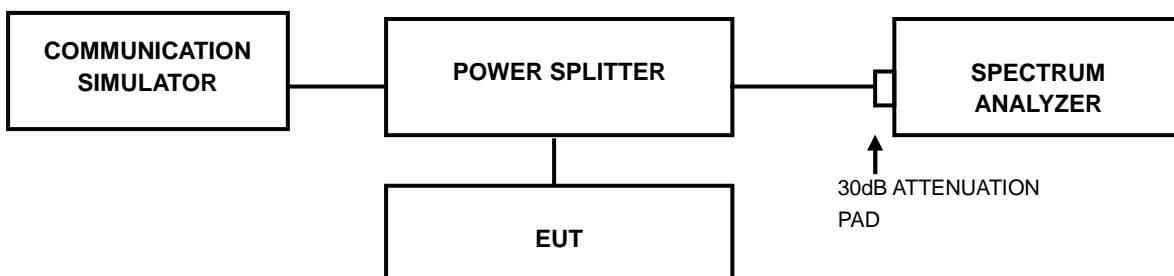 COMMUNICATION
SIMULATOR
POWER SPLITTER
SPECTRUM
ANALYZER
30dB ATTENUATION
PAD
EUT